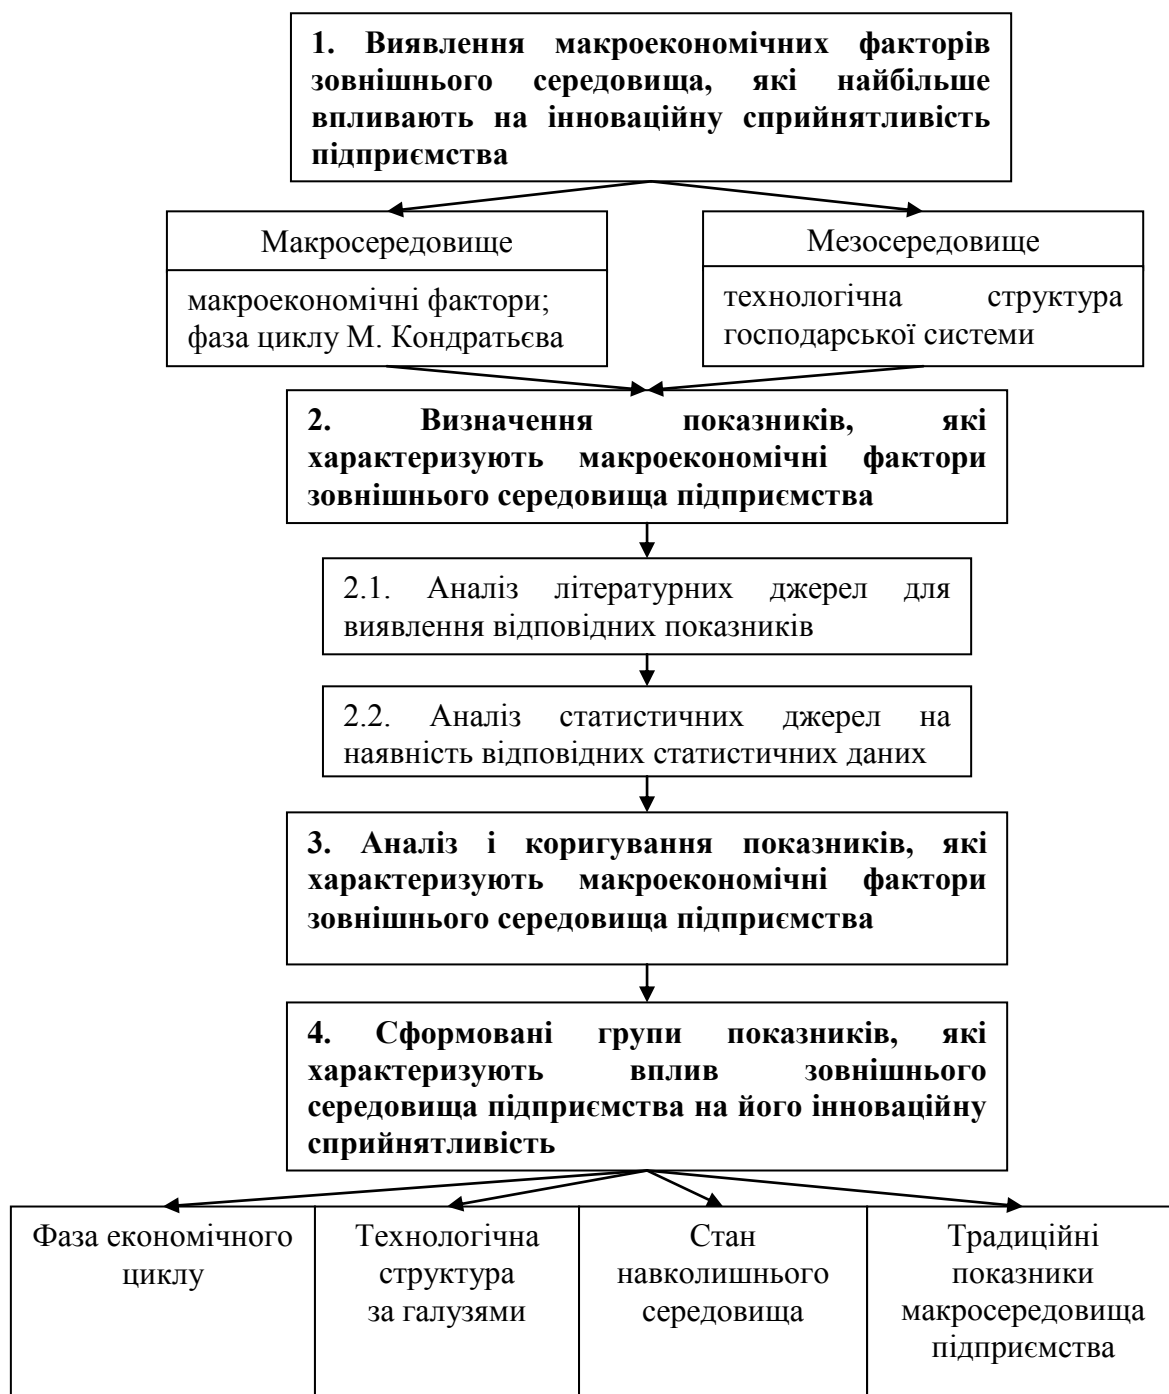 1. Виявлення макроекономічних факторів
зовнішнього середовища, які найбільше
впливають на інноваційну сприйнятливість
підприємства
Макросередовище
макроекономічні фактори;
фаза циклу М. Кондратьєва
Мезосередовище
технологічна структура
господарської системи
2. Визначення показників, які
характеризують макроекономічні фактори
зовнішнього середовища підприємства
2.1. Аналіз літературних джерел для
виявлення відповідних показників
2.2. Аналіз статистичних джерел на
наявність відповідних статистичних даних
3. Аналіз і коригування показників, які
характеризують макроекономічні фактори
зовнішнього середовища підприємства
4. Сформовані групи показників, які
характеризують вплив зовнішнього
середовища підприємства на його інноваційну
сприйнятливість
Фаза економічного
циклу
Технологічна
структура
за галузями
Стан
навколишнього
середовища
Традиційні
показники
макросередовища
підприємства